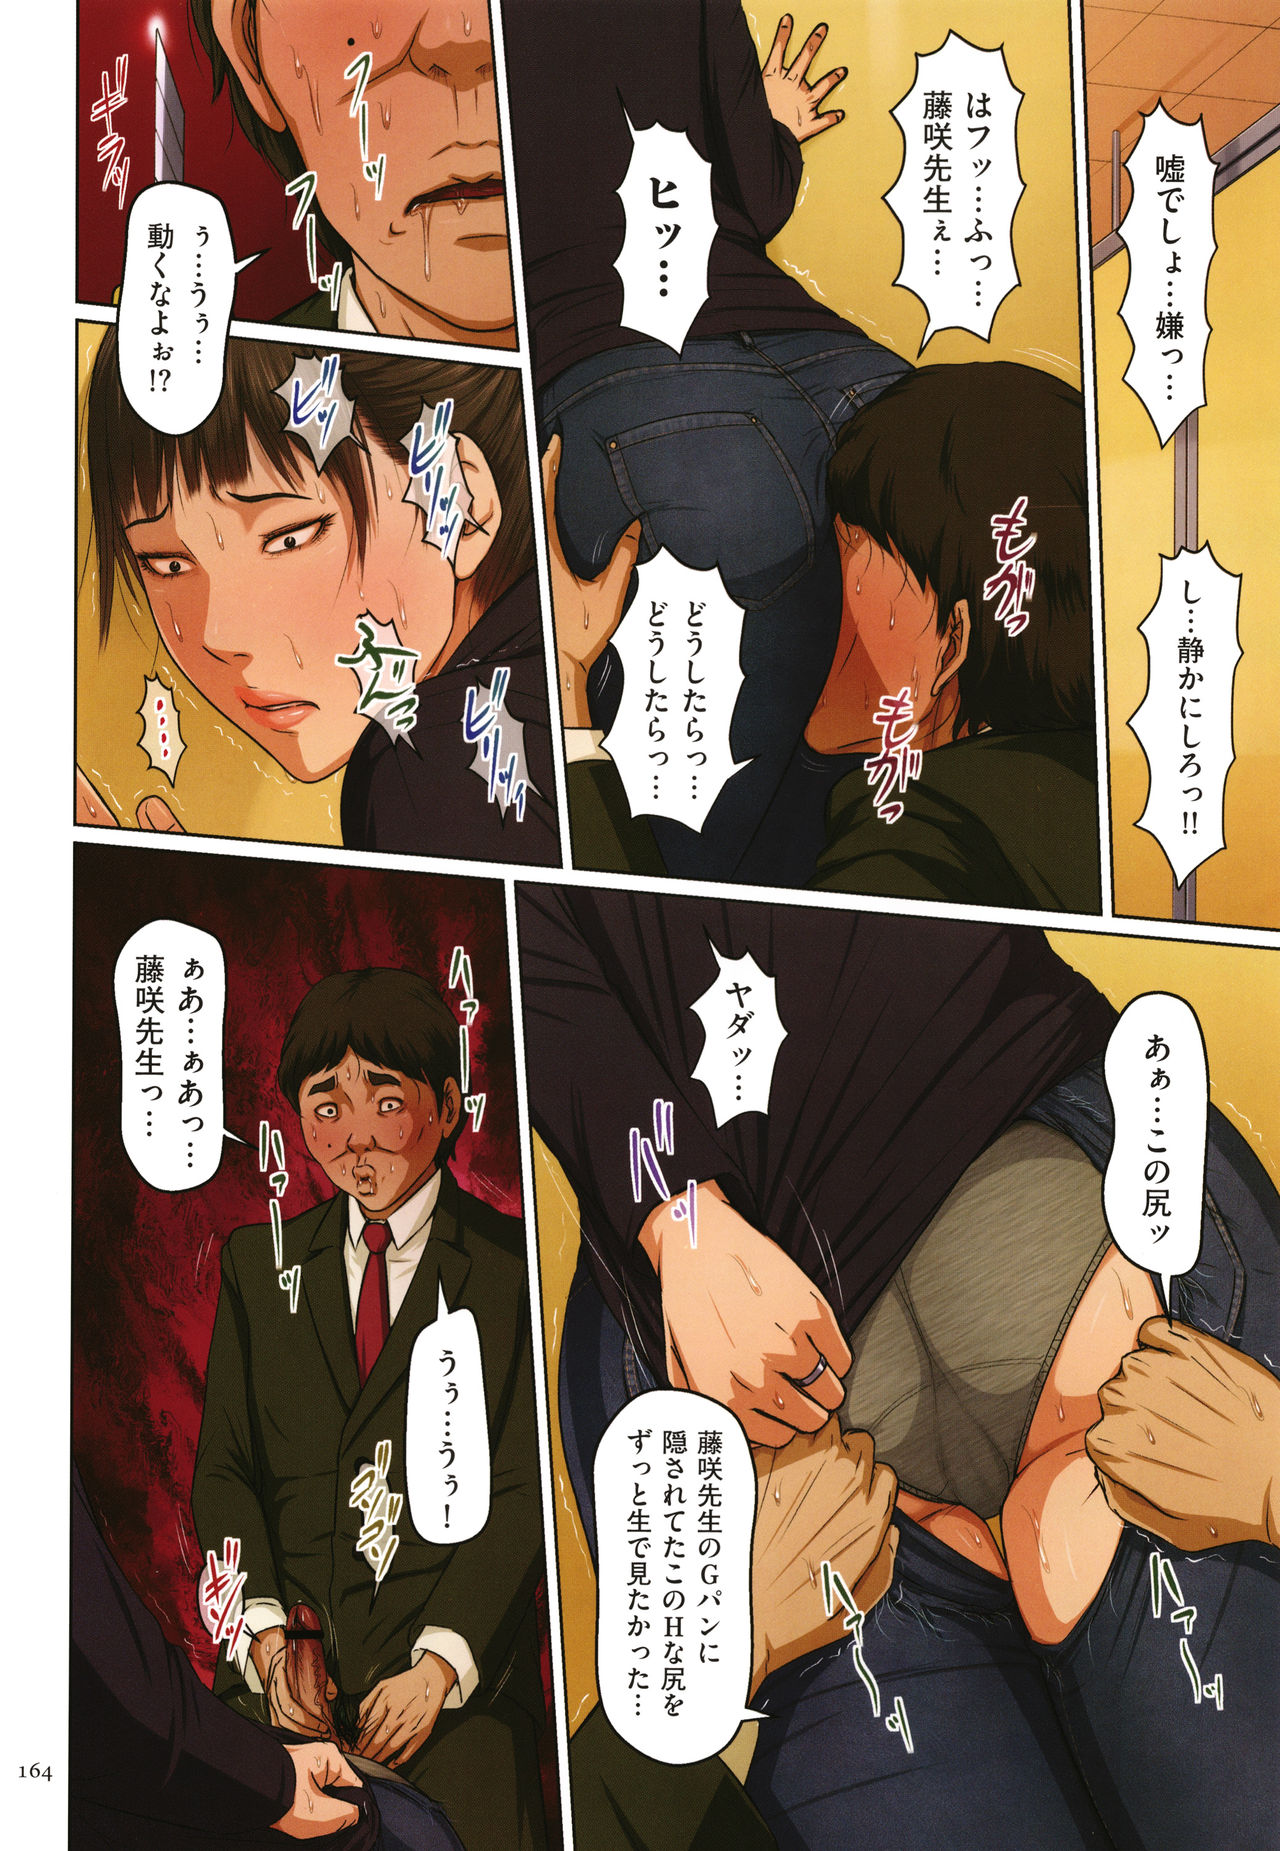 嘘でしょ…嫌っ…
し…静かにしろっ!!
はフッ…ふっ…
藤咲先生ぇ…
ヒッ…
もがっ
もがっ
どうしたらっ…
どうしたらっ…
ギラッ
フーッ
フーッ
ぅ…うぅ…
動くなよぉ!?
ビッ
ビリッ
ぶんっ
ビリッ
……
あぁ…この尻ッ
ヤダッ…
ハァッ
ハァッ
藤咲先生のGパンに
隠されてたこのHな尻を
ずっと生で見たかった…
ハァーッ
ハァーッ
ぁあ…ぁあっ…
藤咲先生っ…
うぅ…うぅ!
164